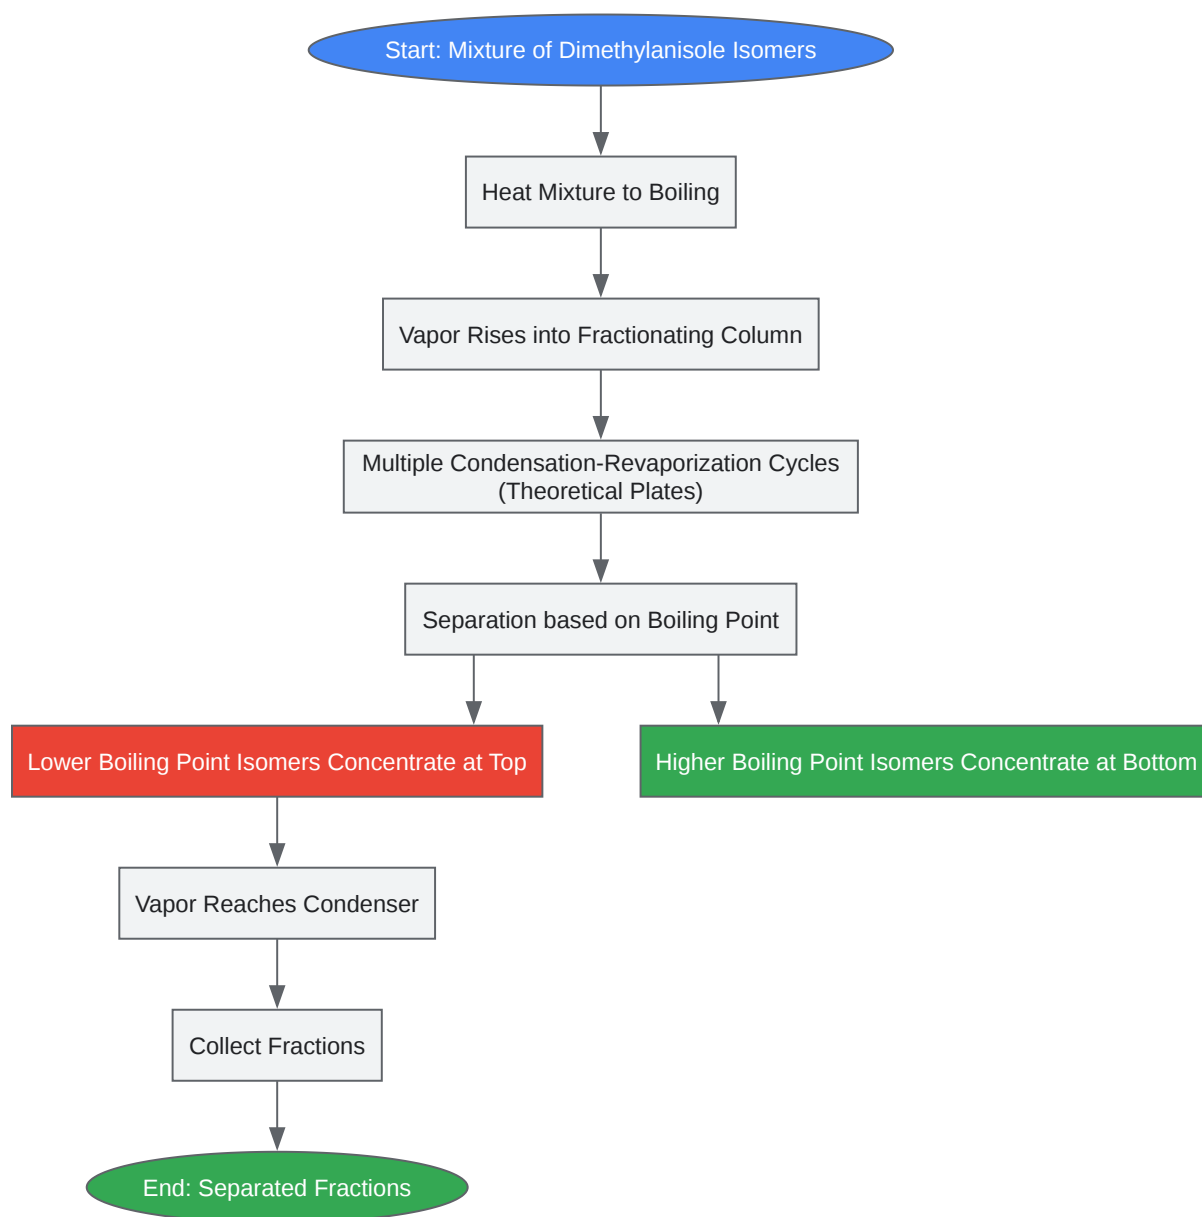 Start: Mixture of Dimethylanisole Isomers
Heat Mixture to Boiling
Vapor Rises into Fractionating Column
Multiple Condensation-Revaporization Cycles
(Theoretical Plates)
Separation based on Boiling Point
Lower Boiling Point Isomers Concentrate at Top
Higher Boiling Point Isomers Concentrate at Bottom
Vapor Reaches Condenser
Collect Fractions
End: Separated Fractions